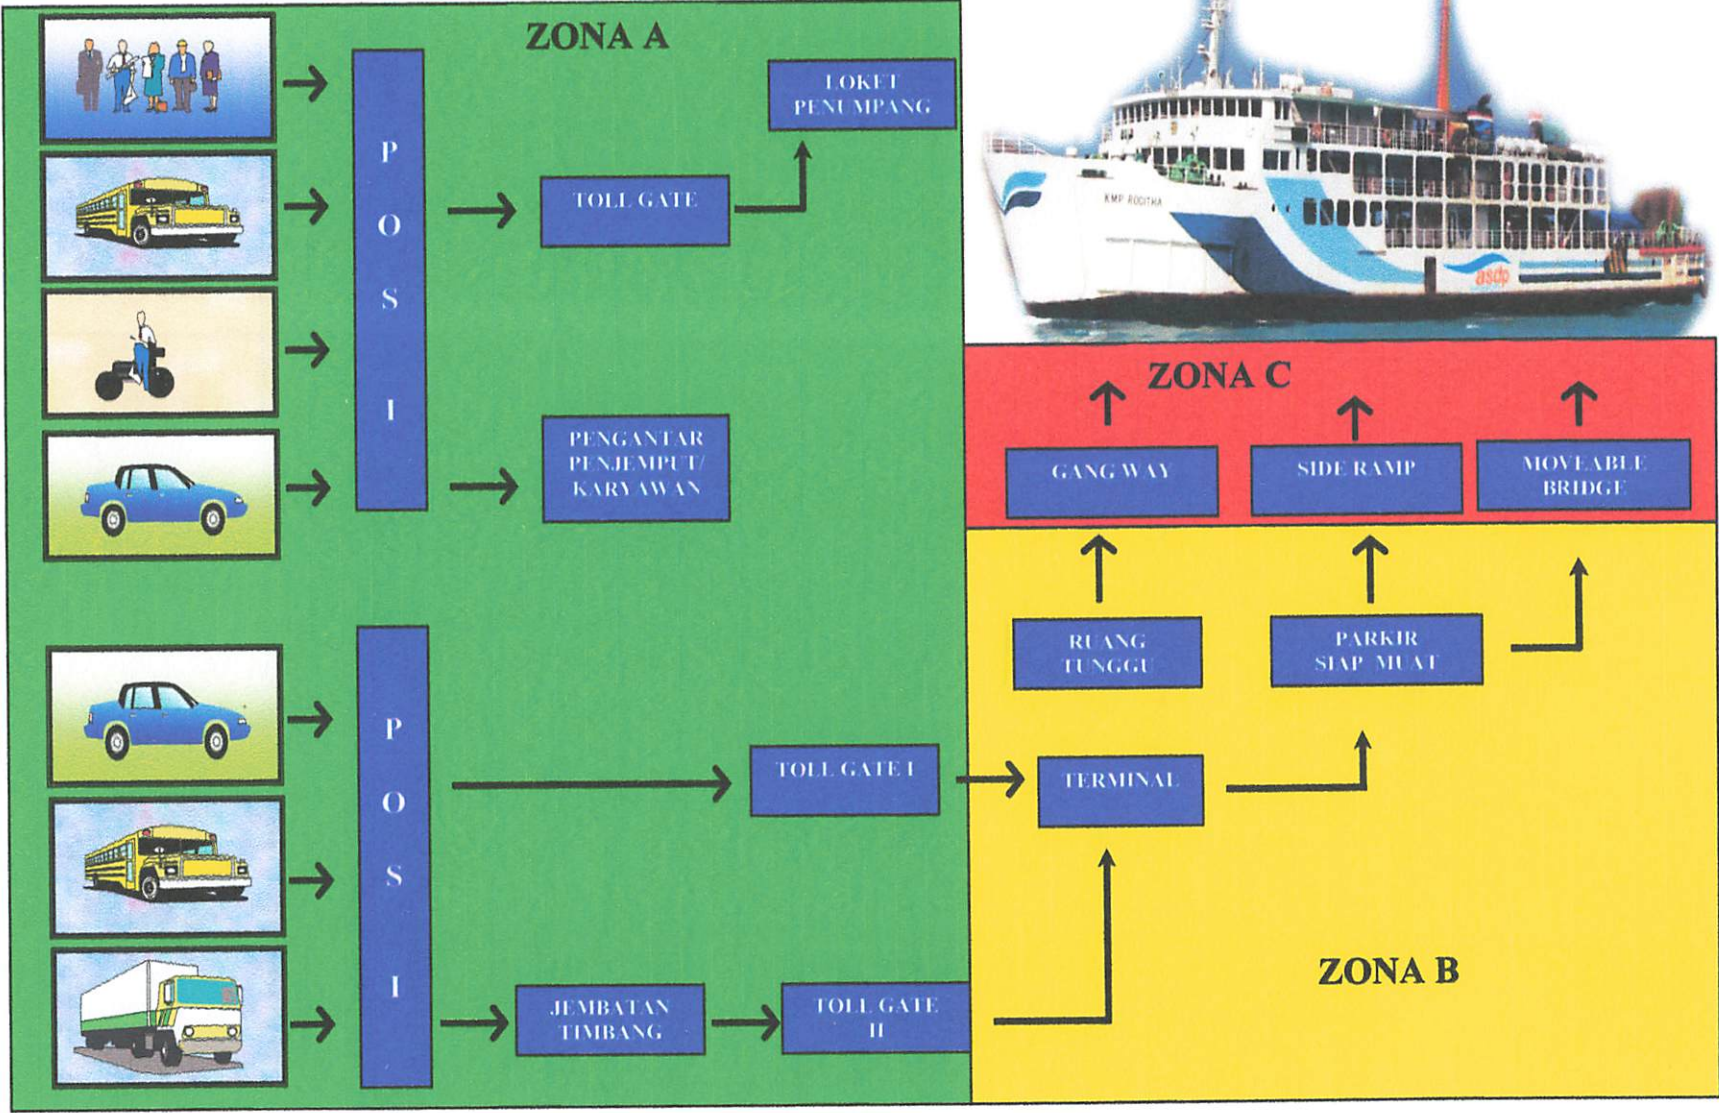 ZONA A
LOKET
PENUMPANG
P
O
S
I
TOLL GATE
PENGANTAR
PENJEMPUT/
KARYAWAN
KMP RODITHA
asdp
ZONA C
GANG WAY
SIDE RAMP
MOVEABLE
BRIDGE
RUANG
TUNGGU
PARKIR
SIAP MUAT
P
O
S
I
TOLL GATE I
TERMINAL
JEMBATAN
TIMBANG
TOLL GATE
II
ZONA B